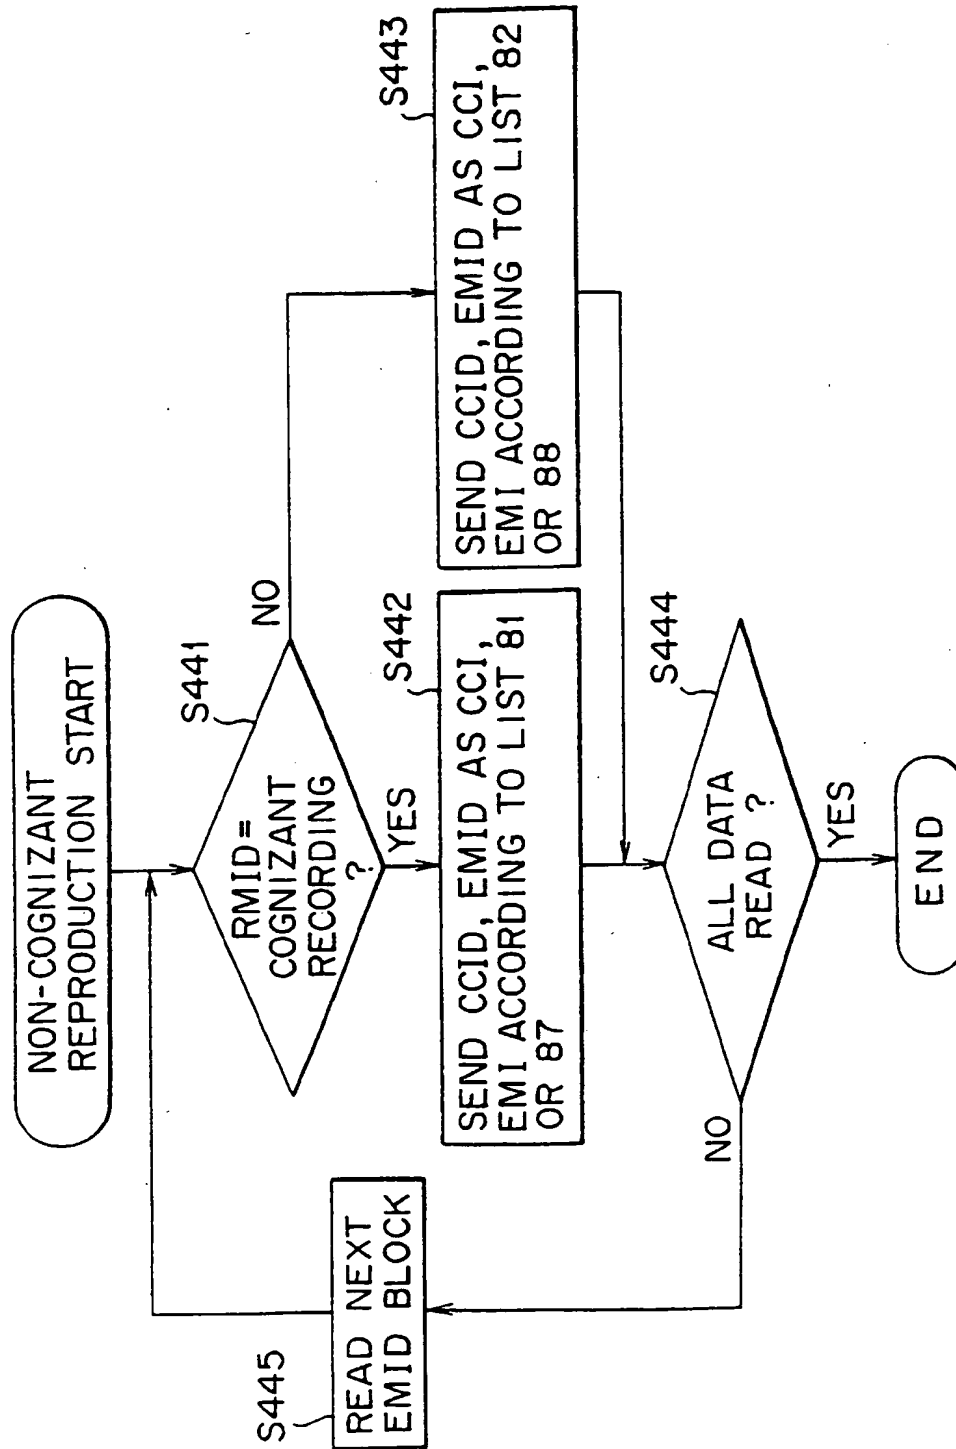 NON-COGNIZANT
REPRODUCTION START
S441
RMID=
COGNIZANT
RECORDING
?
NO
YES
S442
SEND CCID, EMID AS CCI,
EMI ACCORDING TO LIST 81
OR 87
S443
SEND CCID, EMID AS CCI,
EMI ACCORDING TO LIST 82
OR 88
S444
ALL DATA
READ ?
NO
YES
S445
READ NEXT
EMID BLOCK
END